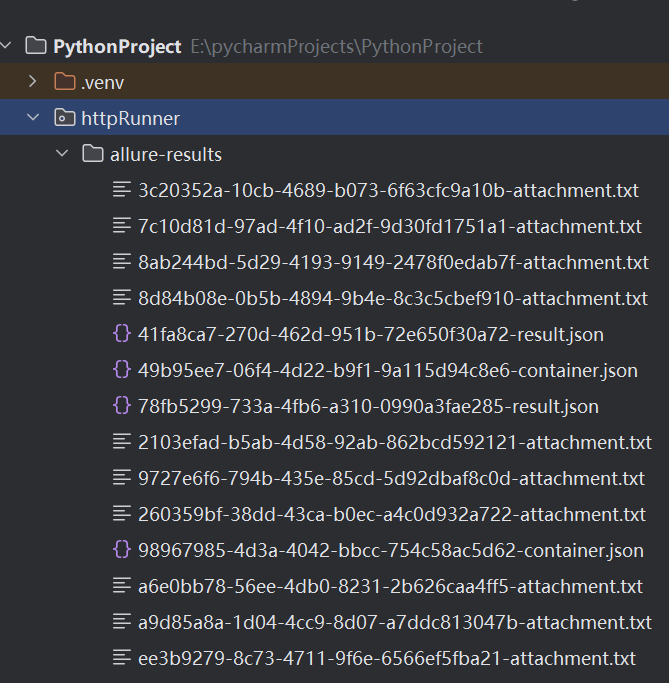 PythonProject E:\pycharmProjects\PythonProject
.venv
httpRunner
allure-results
3c20352a-10cb-4689-b073-6f63cfc9a10b-attachment.txt
7c10d81d-97ad-4f10-ad2f-9d30fd1751a1-attachment.txt
8ab244bd-5d29-4193-9149-2478f0edab7f-attachment.txt
8d84b08e-0b5b-4894-9b4e-8c3c5cbef910-attachment.txt
41fa8ca7-270d-462d-951b-72e650f30a72-result.json
49b95ee7-06f4-4d22-b9f1-9a115d94c8e6-container.json
78fb5299-733a-4fb6-a310-0990a3fae285-result.json
2103efad-b5ab-4d58-92ab-862bcd592121-attachment.txt
9727e6f6-794b-435e-85cd-5d92dbaf8c0d-attachment.txt
260359bf-38dd-43ca-b0ec-a4c0d932a722-attachment.txt
98967985-4d3a-4042-bbcc-754c58ac5d62-container.json
a6e0bb78-56ee-4db0-8231-2b626caa4ff5-attachment.txt
a9d85a8a-1d04-4cc9-8d07-a7ddc813047b-attachment.txt
ee3b9279-8c73-4711-9f6e-6566ef5fba21-attachment.txt